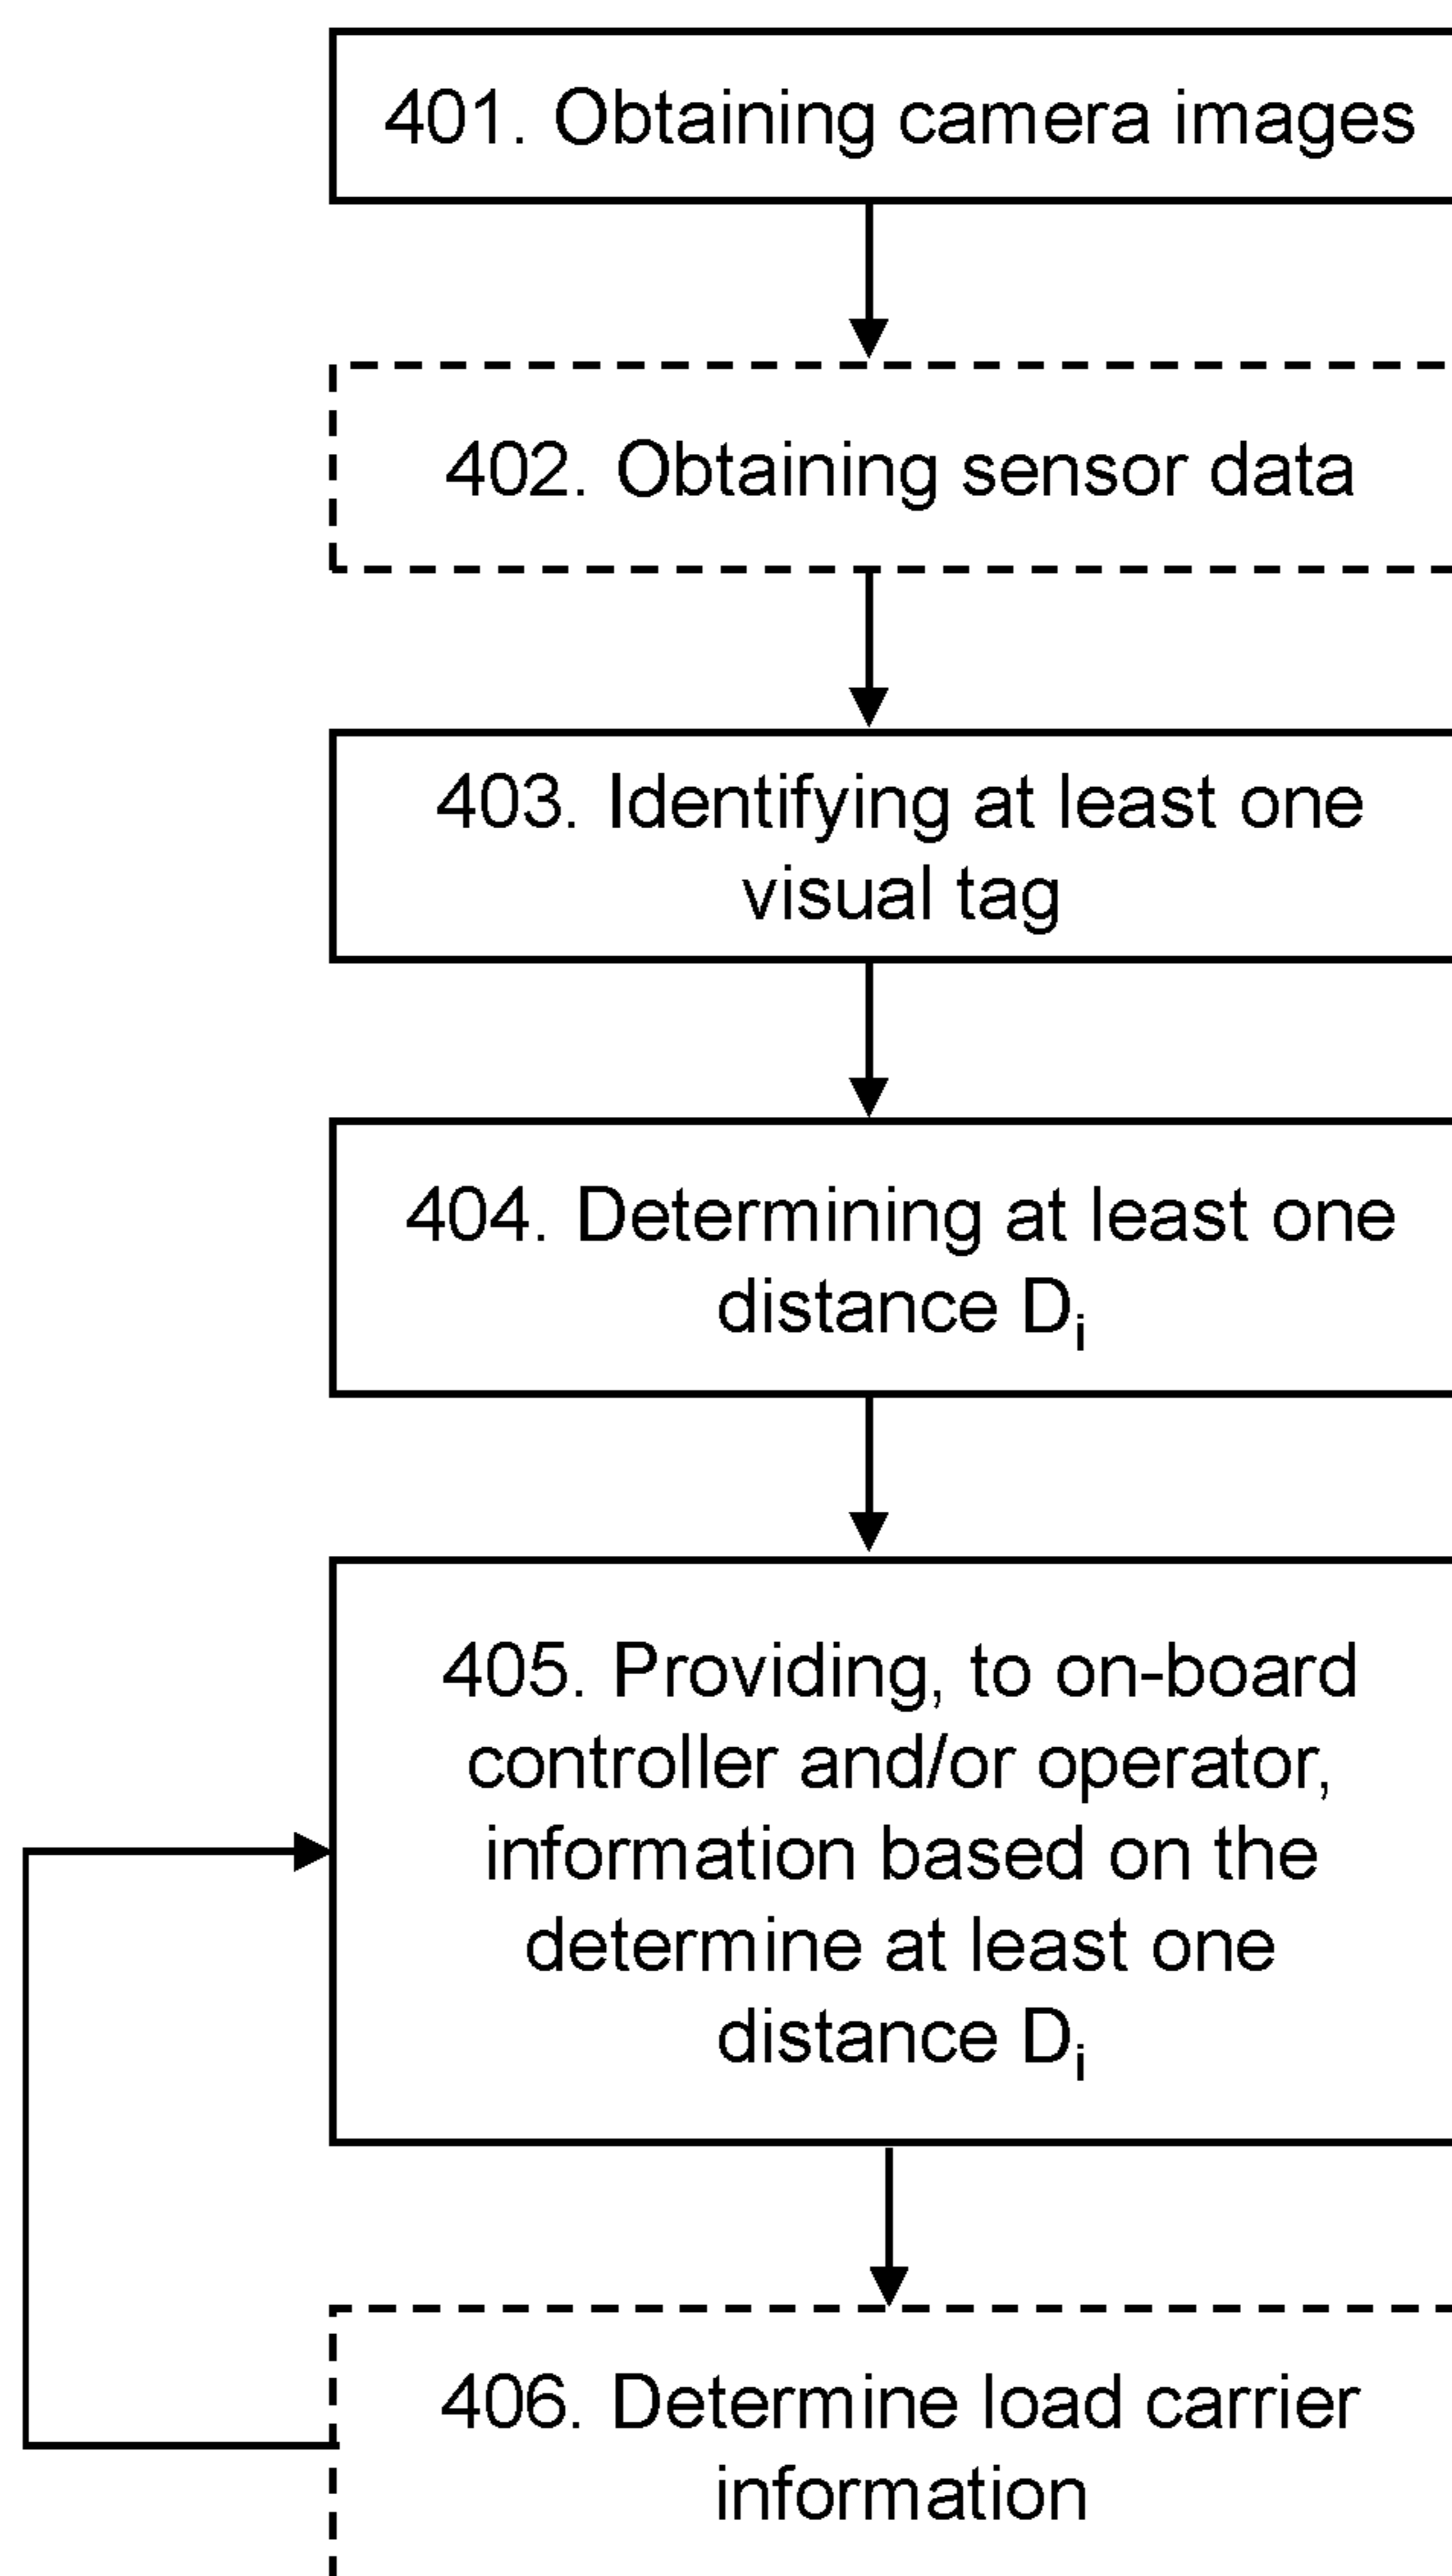 401. Obtaining camera images
402. Obtaining sensor data
403. Identifying at least one
visual tag
404. Determining at least one
distance Di
405. Providing, to on-board
controller and/or operator,
information based on the
determine at least one
distance Di
406. Determine load carrier
information